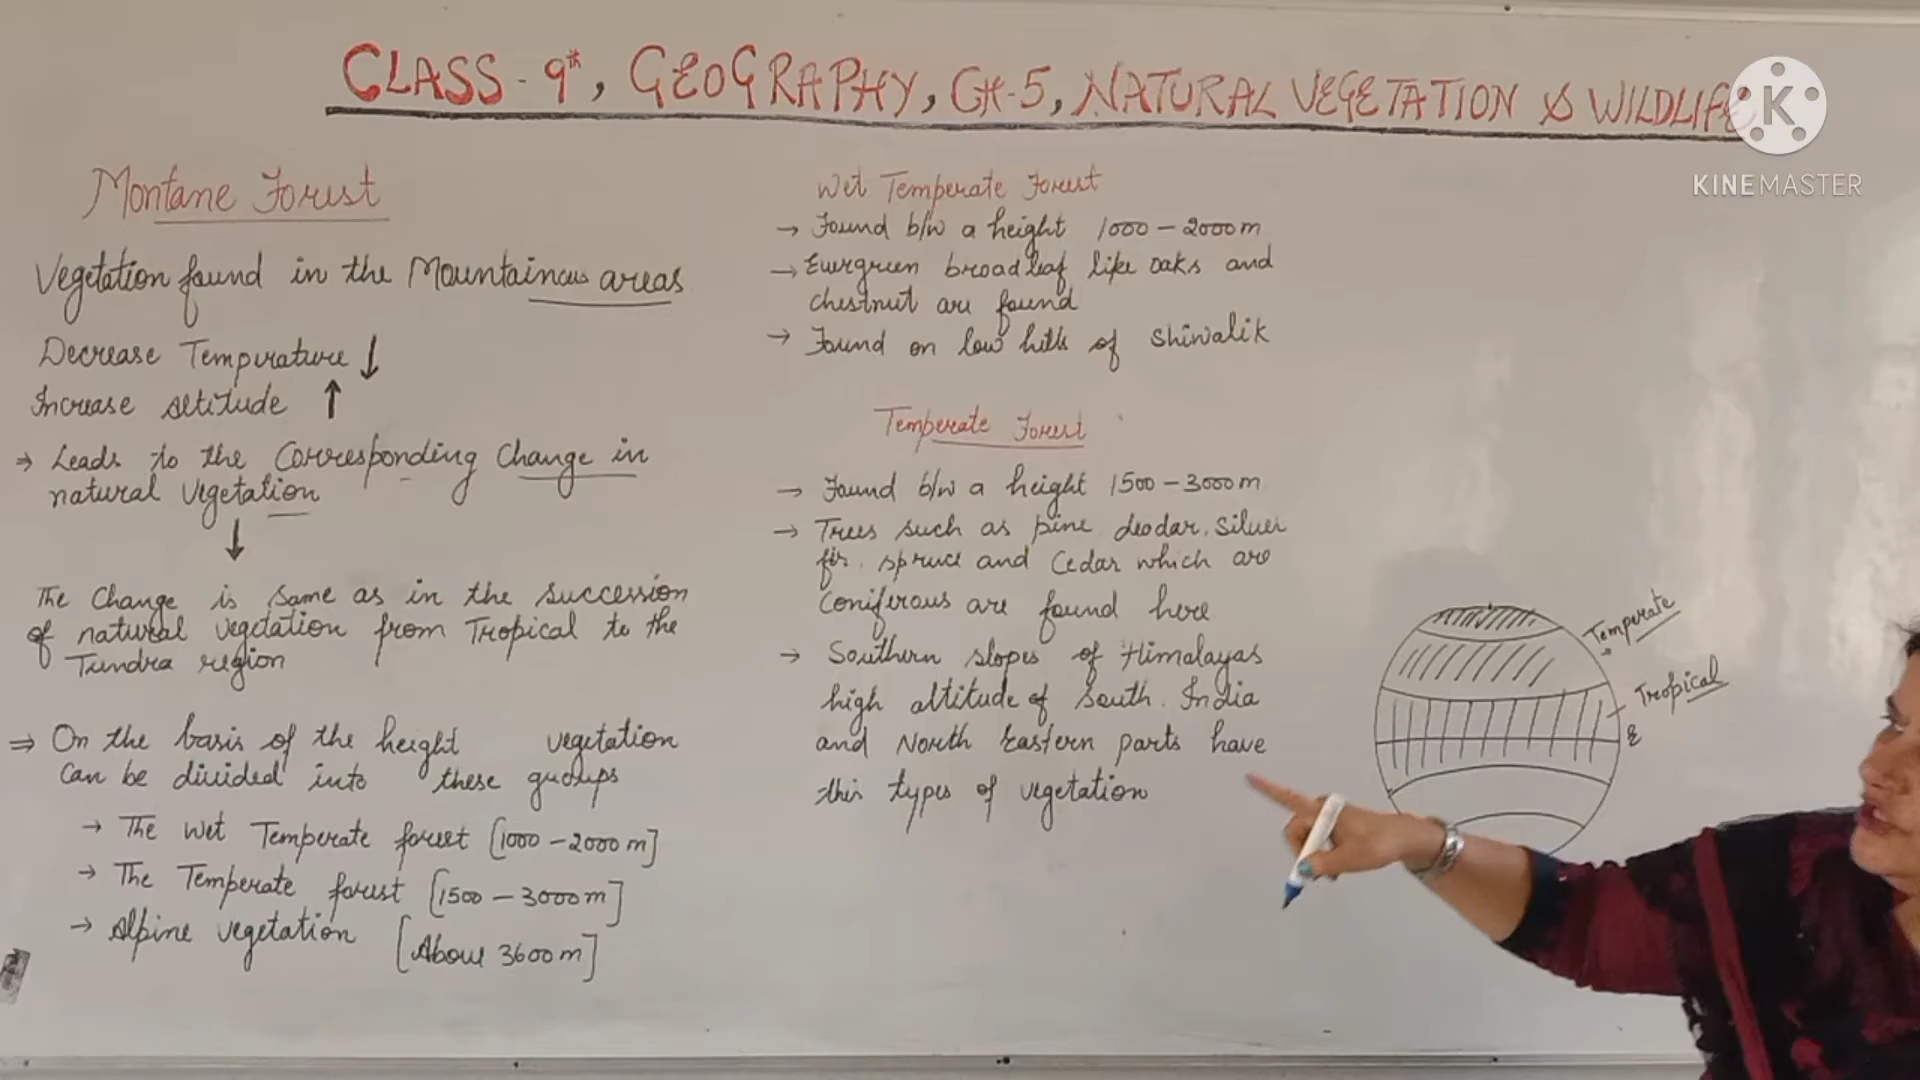 CLASS - 9th, GEOGRAPHY, CH-5, NATURAL VEGETATION & WILDLIFE
K
KINEMASTER
Montane Forest
Vegetation found in the Mountainous areas
Decrease Temperature ↓
Increase altitude ↑
⇒ Leads to the Corresponding Change in
natural vegetation
↓
The Change is same as in the succession
of natural vegetation from Tropical to the
Tundra region
⇒ On the basis of the height vegetation
can be divided into these groups
→ The Wet Temperate forest [1000 - 2000 m]
→ The Temperate forest [1500 - 3000 m]
→ Alpine vegetation [Above 3600 m]
Wet Temperate Forest
→ Found b/w a height 1000 - 2000 m
→ Evergreen broad leaf like oaks and
chestnut are found
→ Found on low hills of Shiwalik
Temperate Forest
→ Found b/w a height 1500 - 3000 m
→ Trees such as pine, deodar, silver
fir, spruce and Cedar which are
Coniferous are found here
→ Southern slopes of Himalayas
high altitude of South India
and North Eastern parts have
this types of vegetation
Temperate
Tropical
E